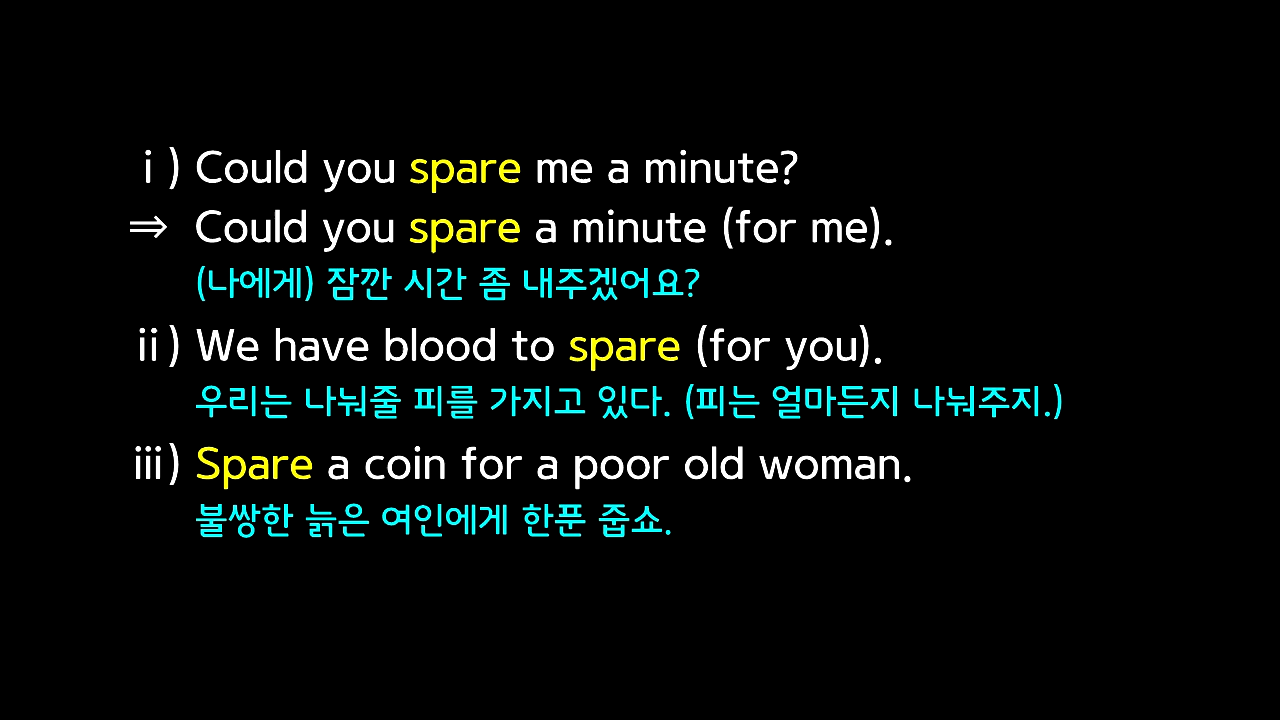 i ) Could you spare me a minute?
⇒ Could you spare a minute (for me).
(나에게) 잠깐 시간 좀 내주겠어요?
ii ) We have blood to spare (for you).
우리는 나눠줄 피를 가지고 있다. (피는 얼마든지 나눠주지.)
iii ) Spare a coin for a poor old woman.
불쌍한 늙은 여인에게 한푼 줍쇼.